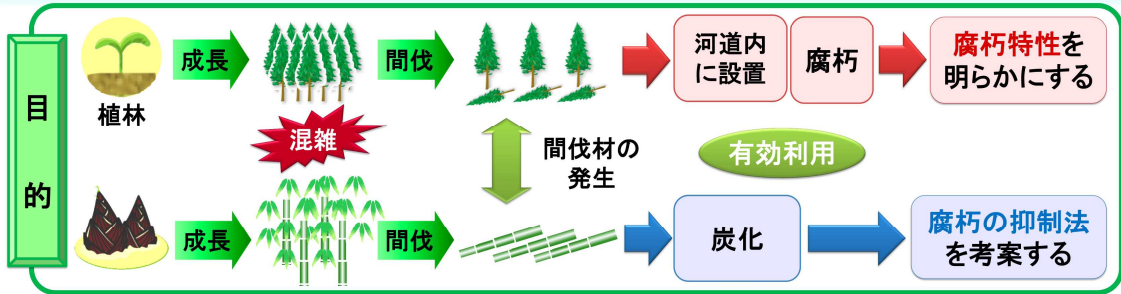 目的
植林
成長
間伐
河道内
に設置
腐朽
腐朽特性を
明らかにする
混雑
間伐材の
発生
有効利用
成長
間伐
炭化
腐朽の抑制法
を考案する